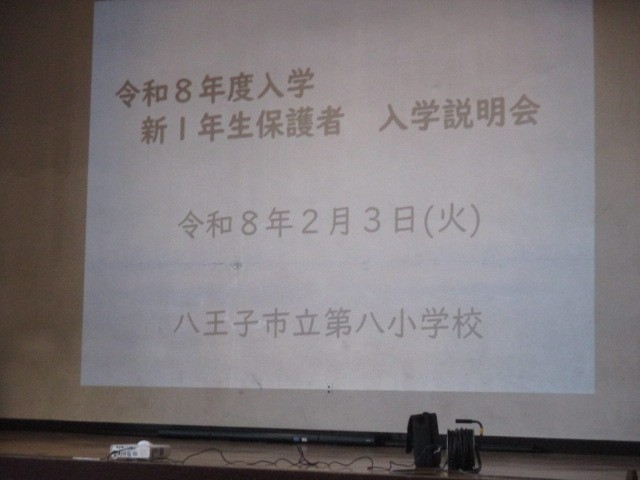 令和８年度入学
新１年生保護者　入学説明会
令和８年２月３日(火)
八王子市立第八小学校